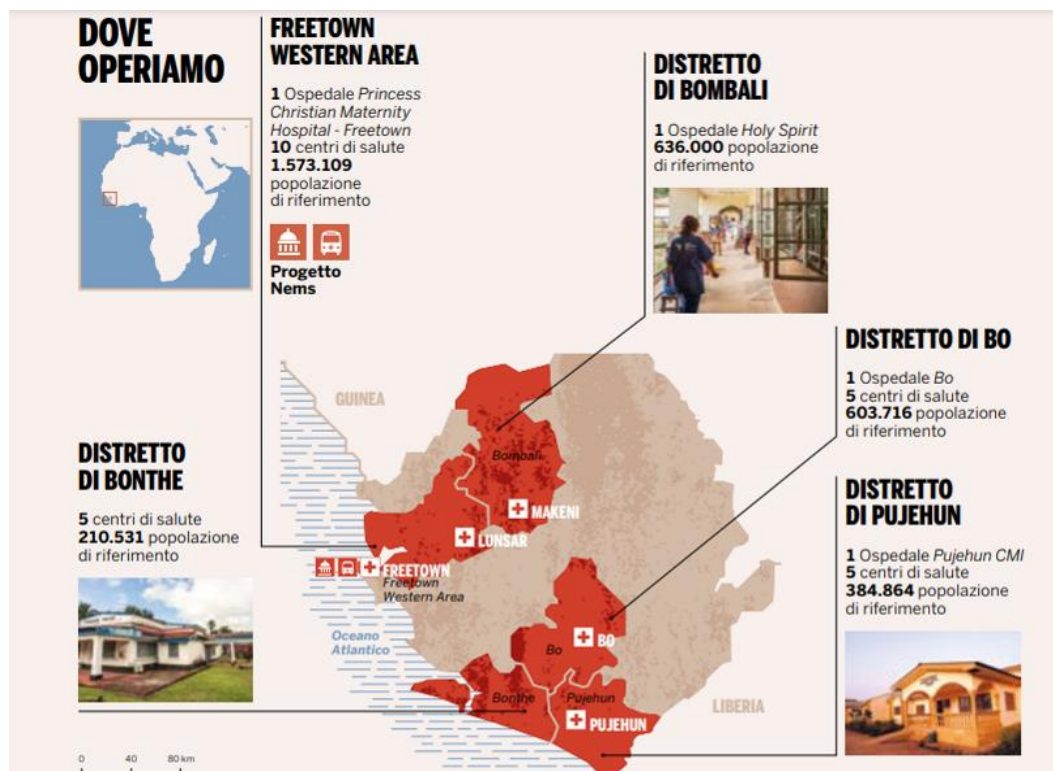 DOVE
OPERIAMO
FREETOWN
WESTERN AREA
1 Ospedale Princess
Christian Maternity
Hospital - Freetown
10 centri di salute
1.573.109
popolazione
di riferimento
Progetto
Nems
DISTRETTO
DI BOMBALI
1 Ospedale Holy Spirit
636.000 popolazione
di riferimento
DISTRETTO DI BO
1 Ospedale Bo
5 centri di salute
603.716 popolazione
di riferimento
DISTRETTO
DI BONTHE
5 centri di salute
210.531 popolazione
di riferimento
DISTRETTO
DI PUJEHUN
1 Ospedale Pujehun CMI
5 centri di salute
384.864 popolazione
di riferimento
GUINEA
Bombali
MAKENI
LUNSAR
FREETOWN
Freetown
Western Area
Oceano
Atlantico
BO
Bo
Bonthe
Pujehun
PUJEHUN
LIBERIA
0 40 80 km